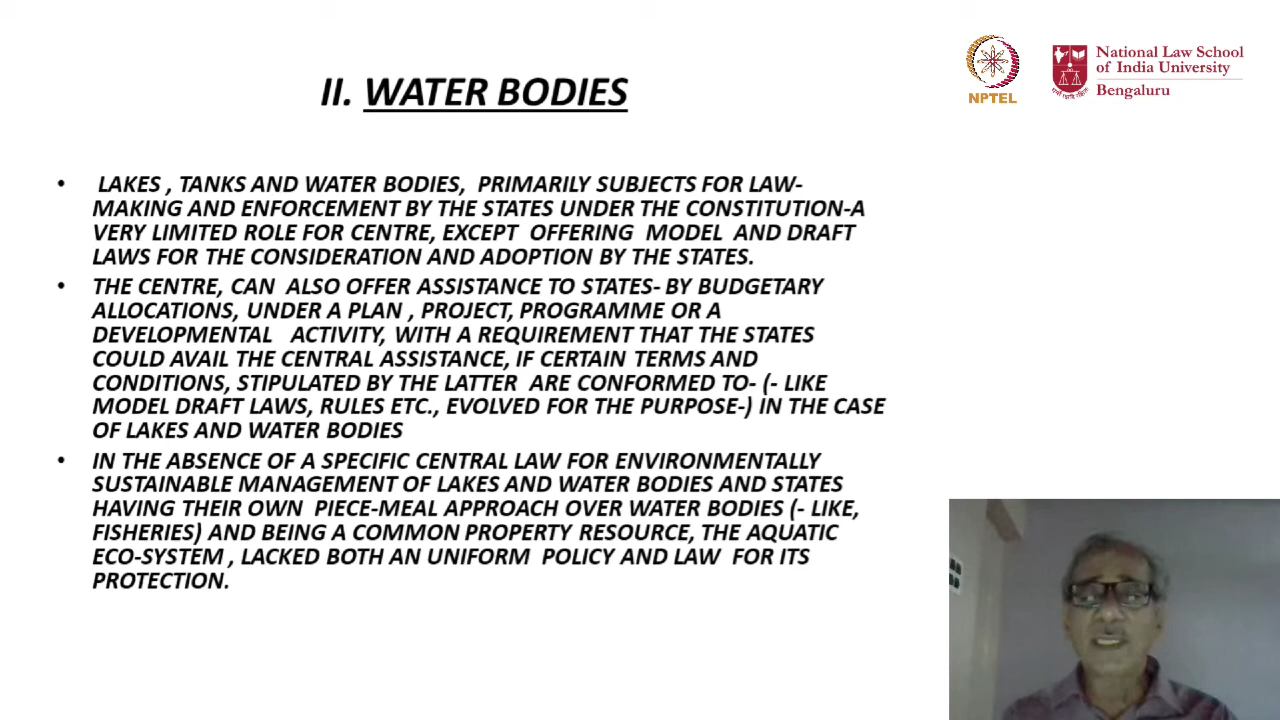 NPTEL
National Law School
of India University
Bengaluru
II. WATER BODIES
• LAKES , TANKS AND WATER BODIES, PRIMARILY SUBJECTS FOR LAW-
MAKING AND ENFORCEMENT BY THE STATES UNDER THE CONSTITUTION-A
VERY LIMITED ROLE FOR CENTRE, EXCEPT OFFERING MODEL AND DRAFT
LAWS FOR THE CONSIDERATION AND ADOPTION BY THE STATES.
• THE CENTRE, CAN ALSO OFFER ASSISTANCE TO STATES- BY BUDGETARY
ALLOCATIONS, UNDER A PLAN , PROJECT, PROGRAMME OR A
DEVELOPMENTAL ACTIVITY, WITH A REQUIREMENT THAT THE STATES
COULD AVAIL THE CENTRAL ASSISTANCE, IF CERTAIN TERMS AND
CONDITIONS, STIPULATED BY THE LATTER ARE CONFORMED TO- (- LIKE
MODEL DRAFT LAWS, RULES ETC., EVOLVED FOR THE PURPOSE-) IN THE CASE
OF LAKES AND WATER BODIES
• IN THE ABSENCE OF A SPECIFIC CENTRAL LAW FOR ENVIRONMENTALLY
SUSTAINABLE MANAGEMENT OF LAKES AND WATER BODIES AND STATES
HAVING THEIR OWN PIECE-MEAL APPROACH OVER WATER BODIES (- LIKE,
FISHERIES) AND BEING A COMMON PROPERTY RESOURCE, THE AQUATIC
ECO-SYSTEM , LACKED BOTH AN UNIFORM POLICY AND LAW FOR ITS
PROTECTION.